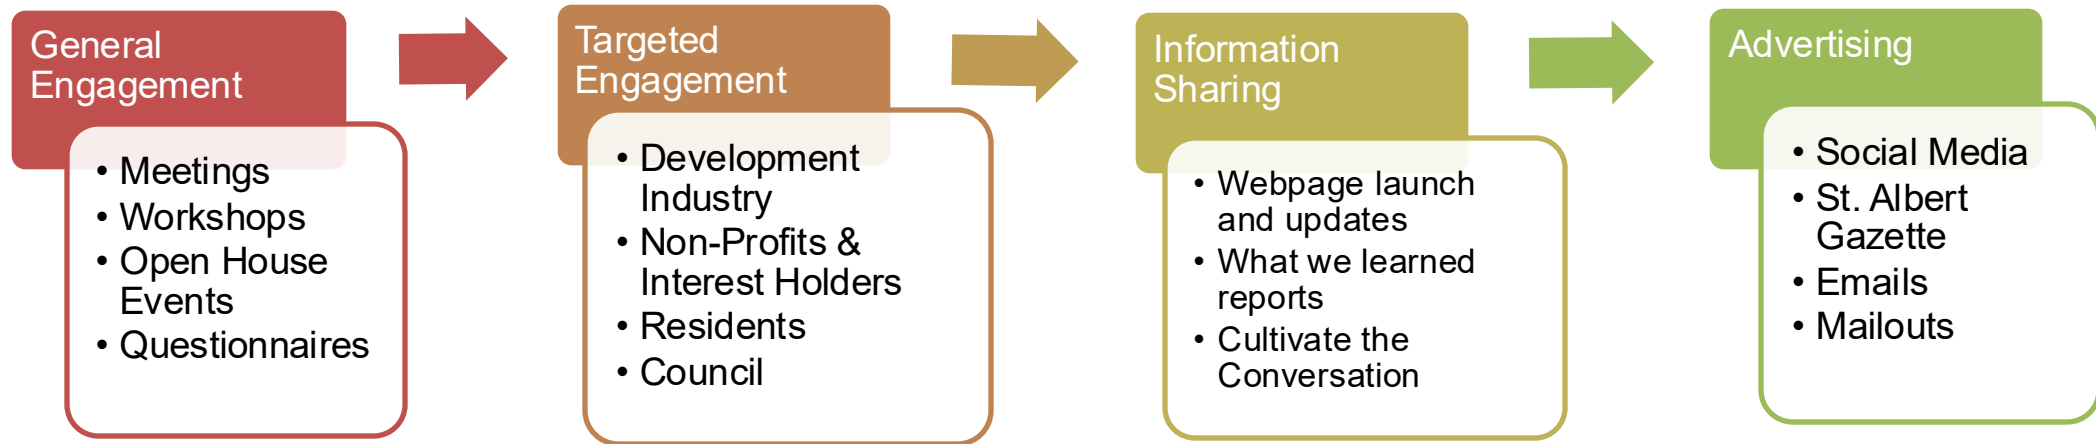 General
Engagement
• Meetings
• Workshops
• Open House
Events
• Questionnaires
Targeted
Engagement
• Development
Industry
• Non-Profits &
Interest Holders
• Residents
• Council
Information
Sharing
• Webpage launch
and updates
• What we learned
reports
• Cultivate the
Conversation
Advertising
• Social Media
• St. Albert
Gazette
• Emails
• Mailouts